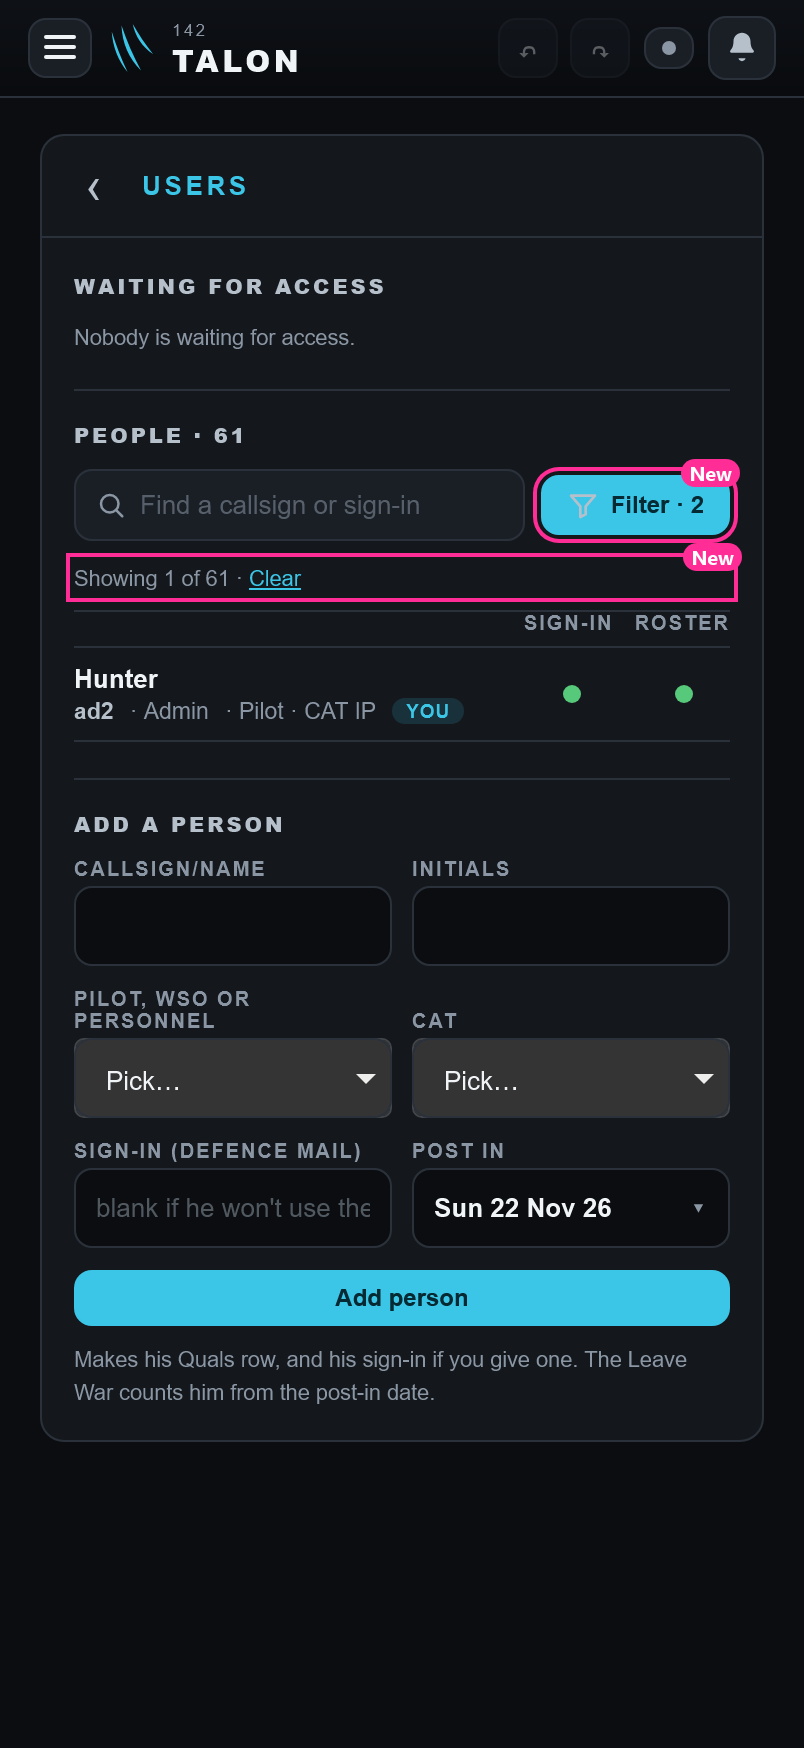 142
TALON
USERS
WAITING FOR ACCESS
Nobody is waiting for access.
PEOPLE · 61
Find a callsign or sign-in
Filter · 2
New
Showing 1 of 61 · Clear
New
SIGN-IN ROSTER
Hunter
ad2 · Admin · Pilot · CAT IP YOU
ADD A PERSON
CALLSIGN/NAME
INITIALS
PILOT, WSO OR
PERSONNEL
CAT
Pick…
Pick…
SIGN-IN (DEFENCE MAIL)
POST IN
blank if he won't use the
Sun 22 Nov 26
Add person
Makes his Quals row, and his sign-in if you give one. The Leave
War counts him from the post-in date.